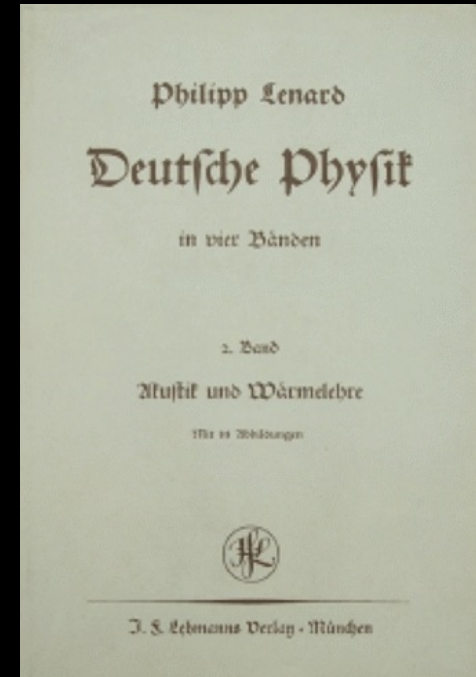 Philipp Lenard
Deutsche Physik
in vier Bänden
2. Band
Akustik und Wärmelehre
Mit Abbildungen
J. F. Lehmanns Verlag - München